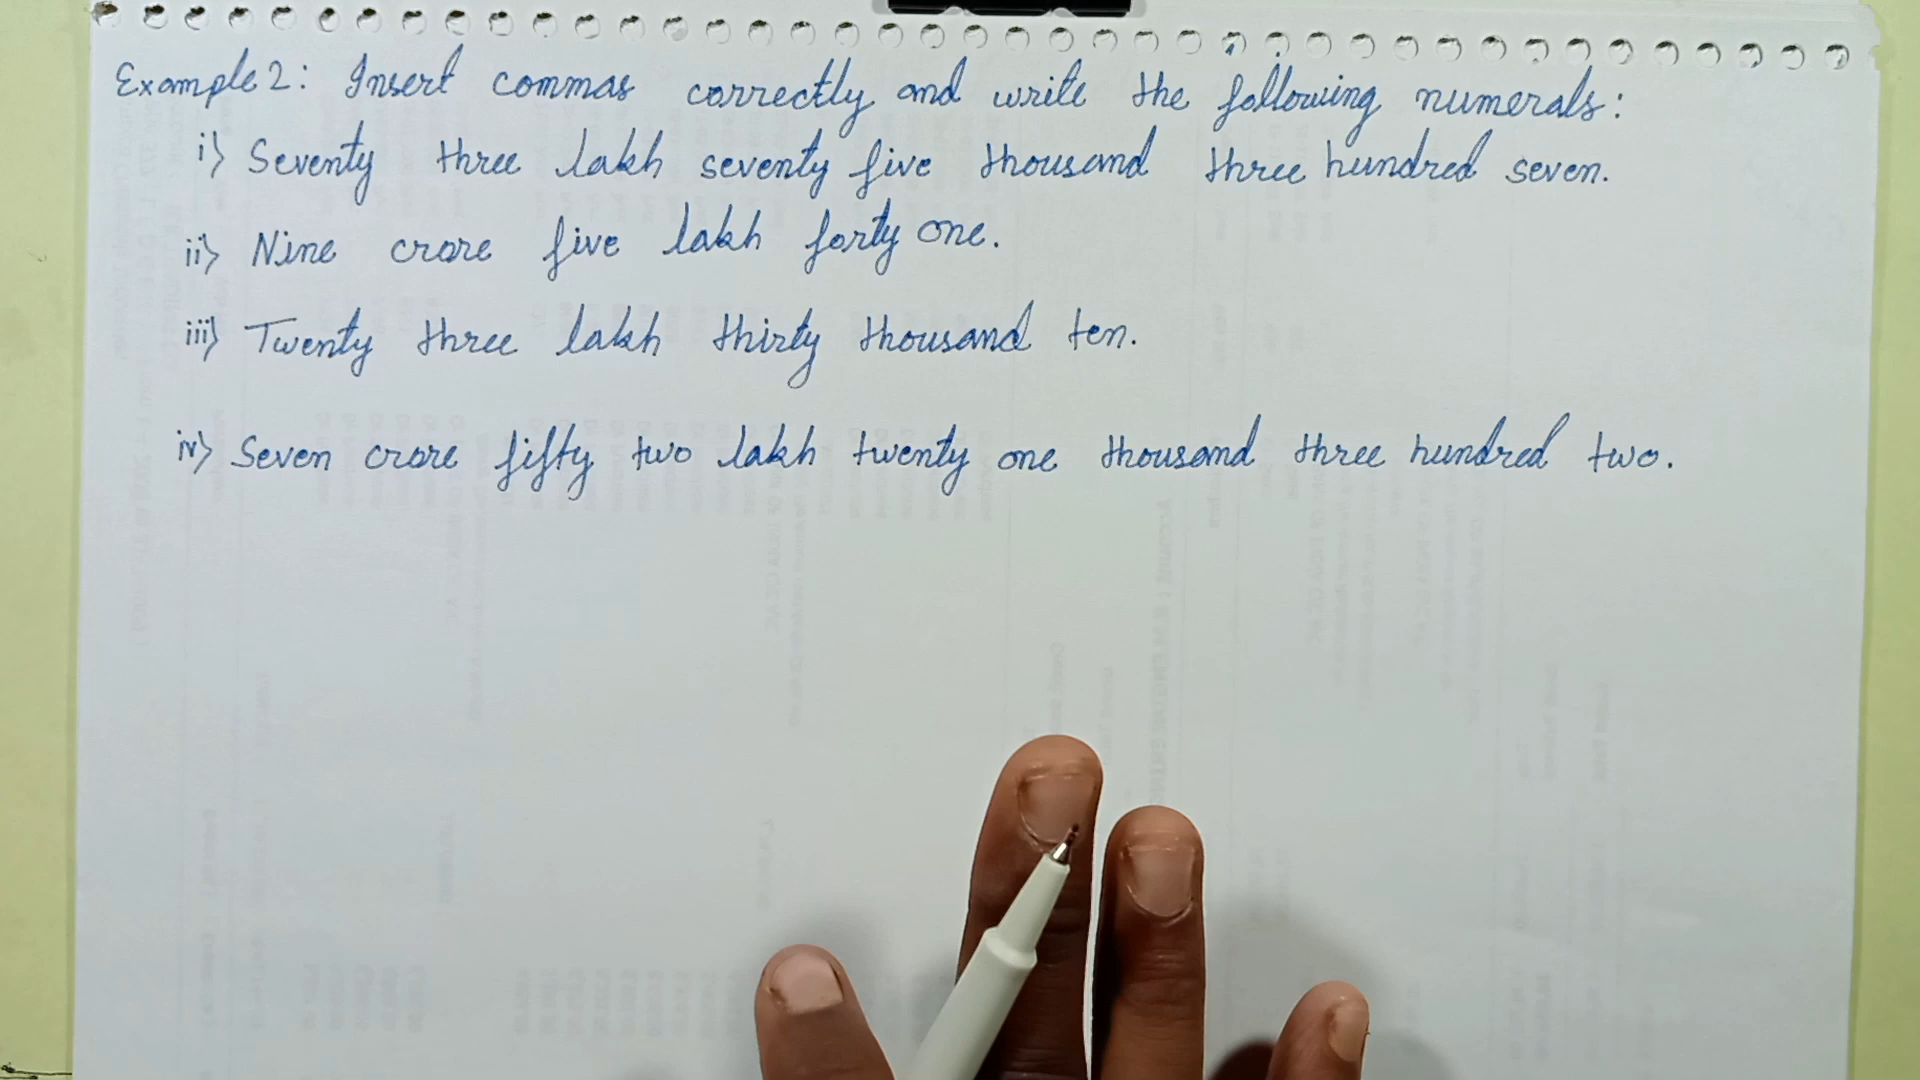 Example 2: Insert commas correctly and write the following numerals:
i) Seventy three lakh seventy five thousand three hundred seven.
ii) Nine crore five lakh forty one.
iii) Twenty three lakh thirty thousand ten.
iv) Seven crore fifty two lakh twenty one thousand three hundred two.